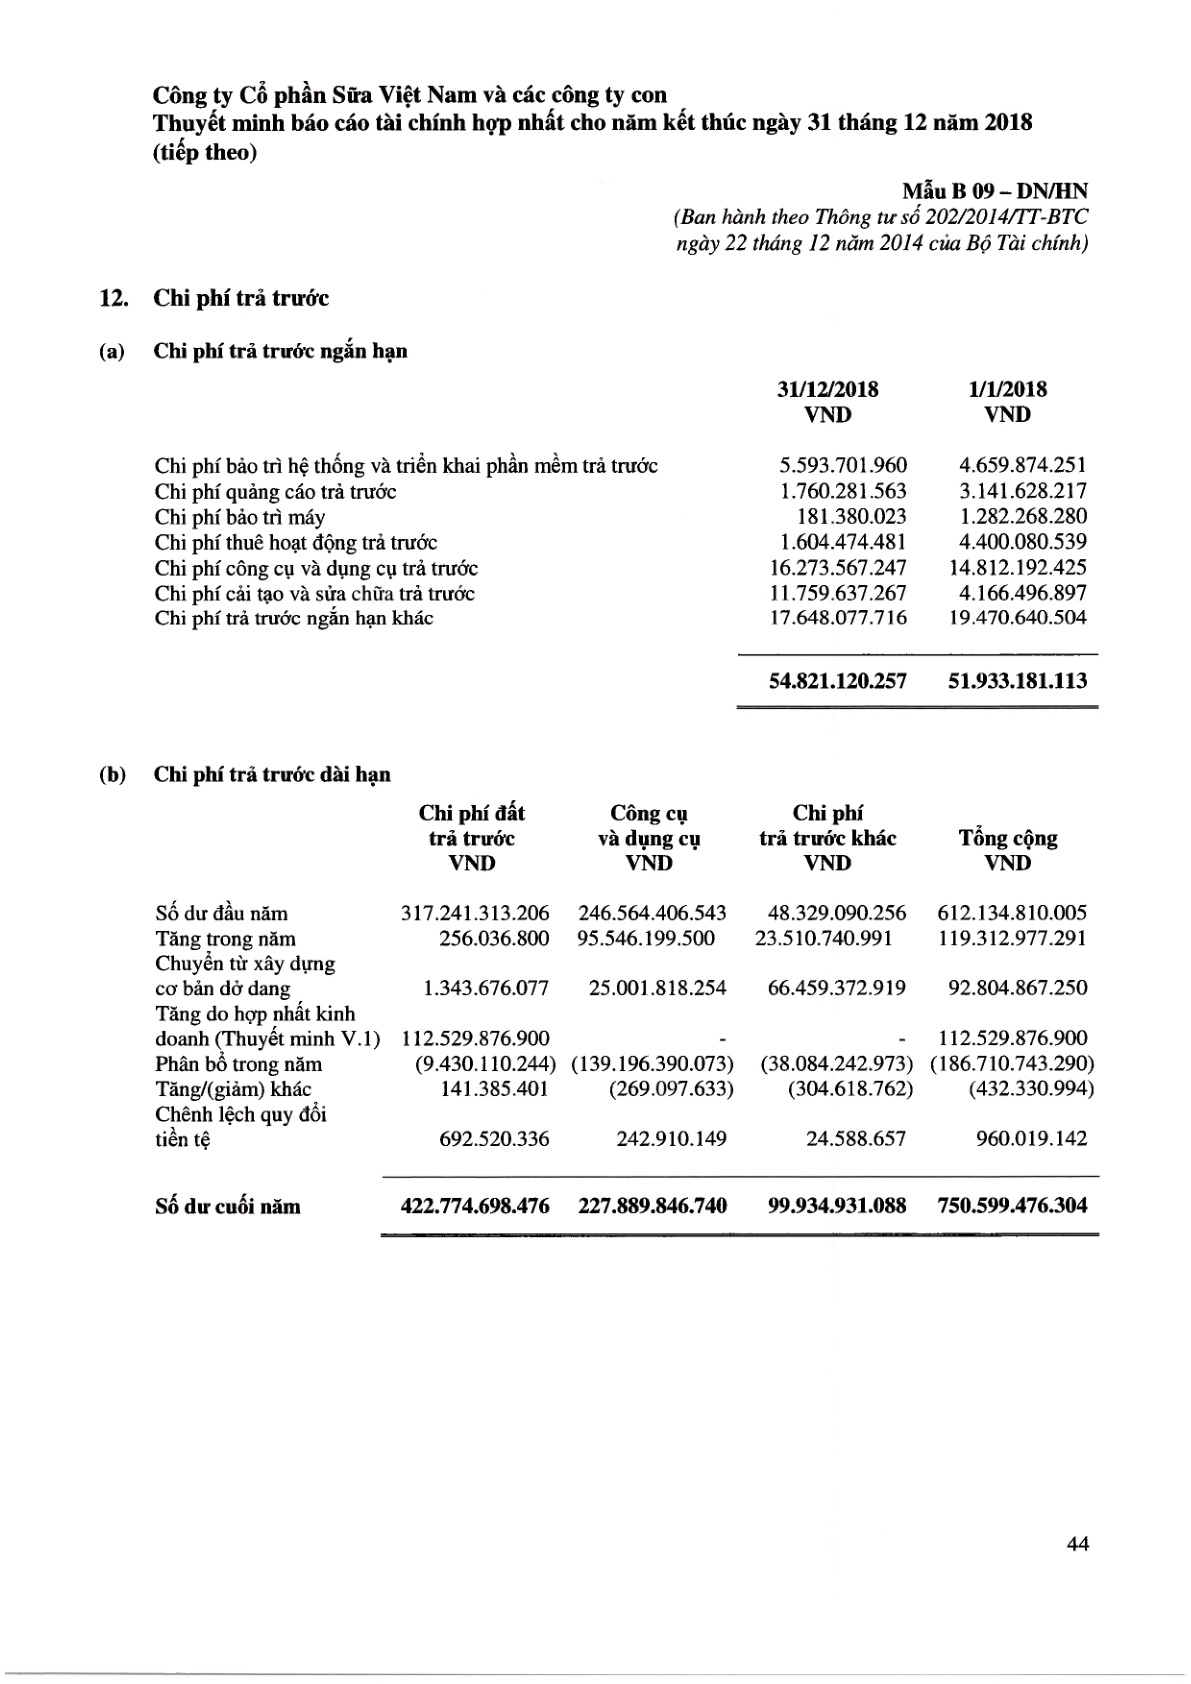 Công ty Cổ phần Sữa Việt Nam và các công ty con
Thuyết minh báo cáo tài chính hợp nhất cho năm kết thúc ngày 31 tháng 12 năm 2018
(tiếp theo)
Mẫu B 09 – DN/HN
(Ban hành theo Thông tư số 202/2014/TT-BTC
ngày 22 tháng 12 năm 2014 của Bộ Tài chính)
12. Chi phí trả trước
(a) Chi phí trả trước ngắn hạn
31/12/2018 1/1/2018
VND VND
Chi phí bảo trì hệ thống và triển khai phần mềm trả trước 5.593.701.960 4.659.874.251
Chi phí quảng cáo trả trước 1.760.281.563 3.141.628.217
Chi phí bảo trì máy 181.380.023 1.282.268.280
Chi phí thuê hoạt động trả trước 1.604.474.481 4.400.080.539
Chi phí công cụ và dụng cụ trả trước 16.273.567.247 14.812.192.425
Chi phí cải tạo và sửa chữa trả trước 11.759.637.267 4.166.496.897
Chi phí trả trước ngắn hạn khác 17.648.077.716 19.470.640.504
54.821.120.257 51.933.181.113
(b) Chi phí trả trước dài hạn
Chi phí đất Công cụ Chi phí
trả trước và dụng cụ trả trước khác Tổng cộng
VND VND VND VND
Số dư đầu năm 317.241.313.206 246.564.406.543 48.329.090.256 612.134.810.005
Tăng trong năm 256.036.800 95.546.199.500 23.510.740.991 119.312.977.291
Chuyển từ xây dựng
cơ bản dở dang 1.343.676.077 25.001.818.254 66.459.372.919 92.804.867.250
Tăng do hợp nhất kinh
doanh (Thuyết minh V.1) 112.529.876.900 - - 112.529.876.900
Phân bổ trong năm (9.430.110.244) (139.196.390.073) (38.084.242.973) (186.710.743.290)
Tăng/(giảm) khác 141.385.401 (269.097.633) (304.618.762) (432.330.994)
Chênh lệch quy đổi
tiền tệ 692.520.336 242.910.149 24.588.657 960.019.142
Số dư cuối năm 422.774.698.476 227.889.846.740 99.934.931.088 750.599.476.304
44